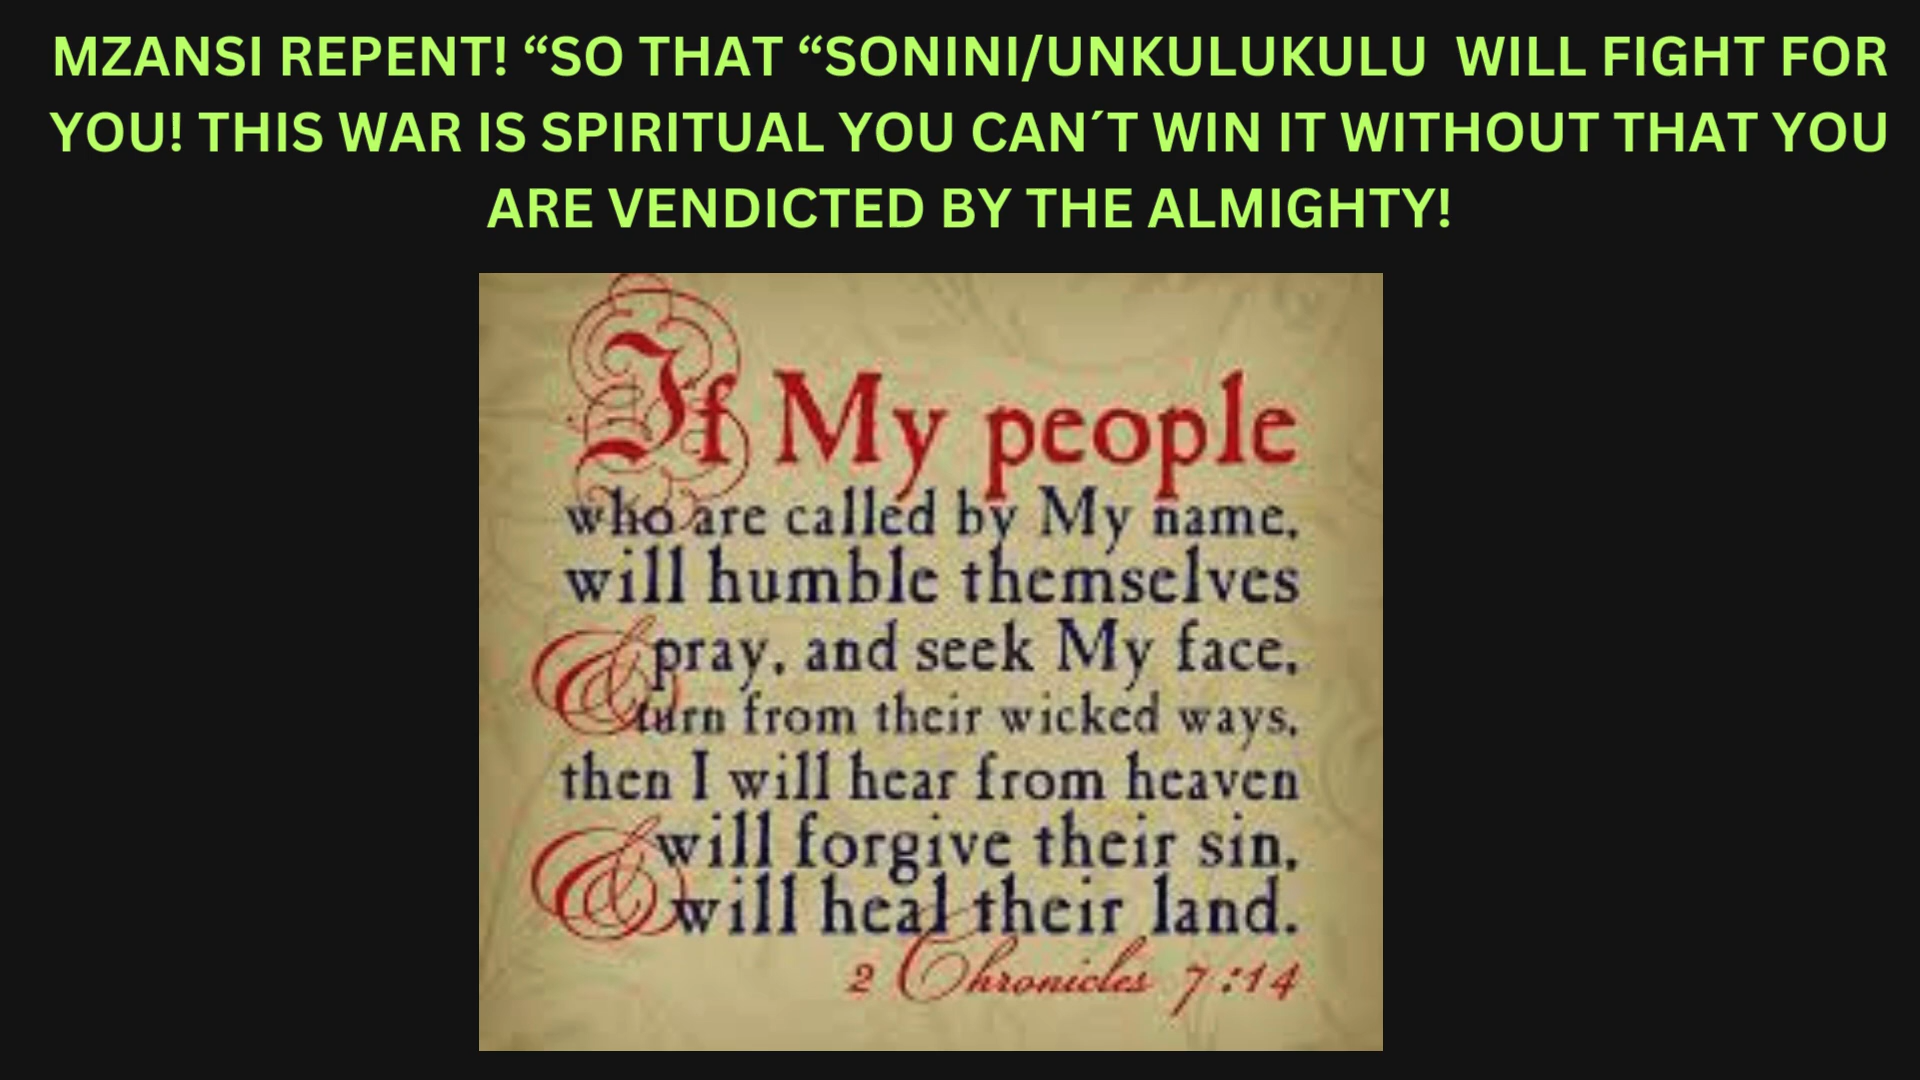 MZANSI REPENT! “SO THAT “SONINI/UNKULUKULU WILL FIGHT FOR
YOU! THIS WAR IS SPIRITUAL YOU CAN´T WIN IT WITHOUT THAT YOU
ARE VENDICTED BY THE ALMIGHTY!
If My people
who are called by My name,
will humble themselves
& pray, and seek My face,
& turn from their wicked ways,
then I will hear from heaven
& will forgive their sin,
& will heal their land.
2 Chronicles 7:14